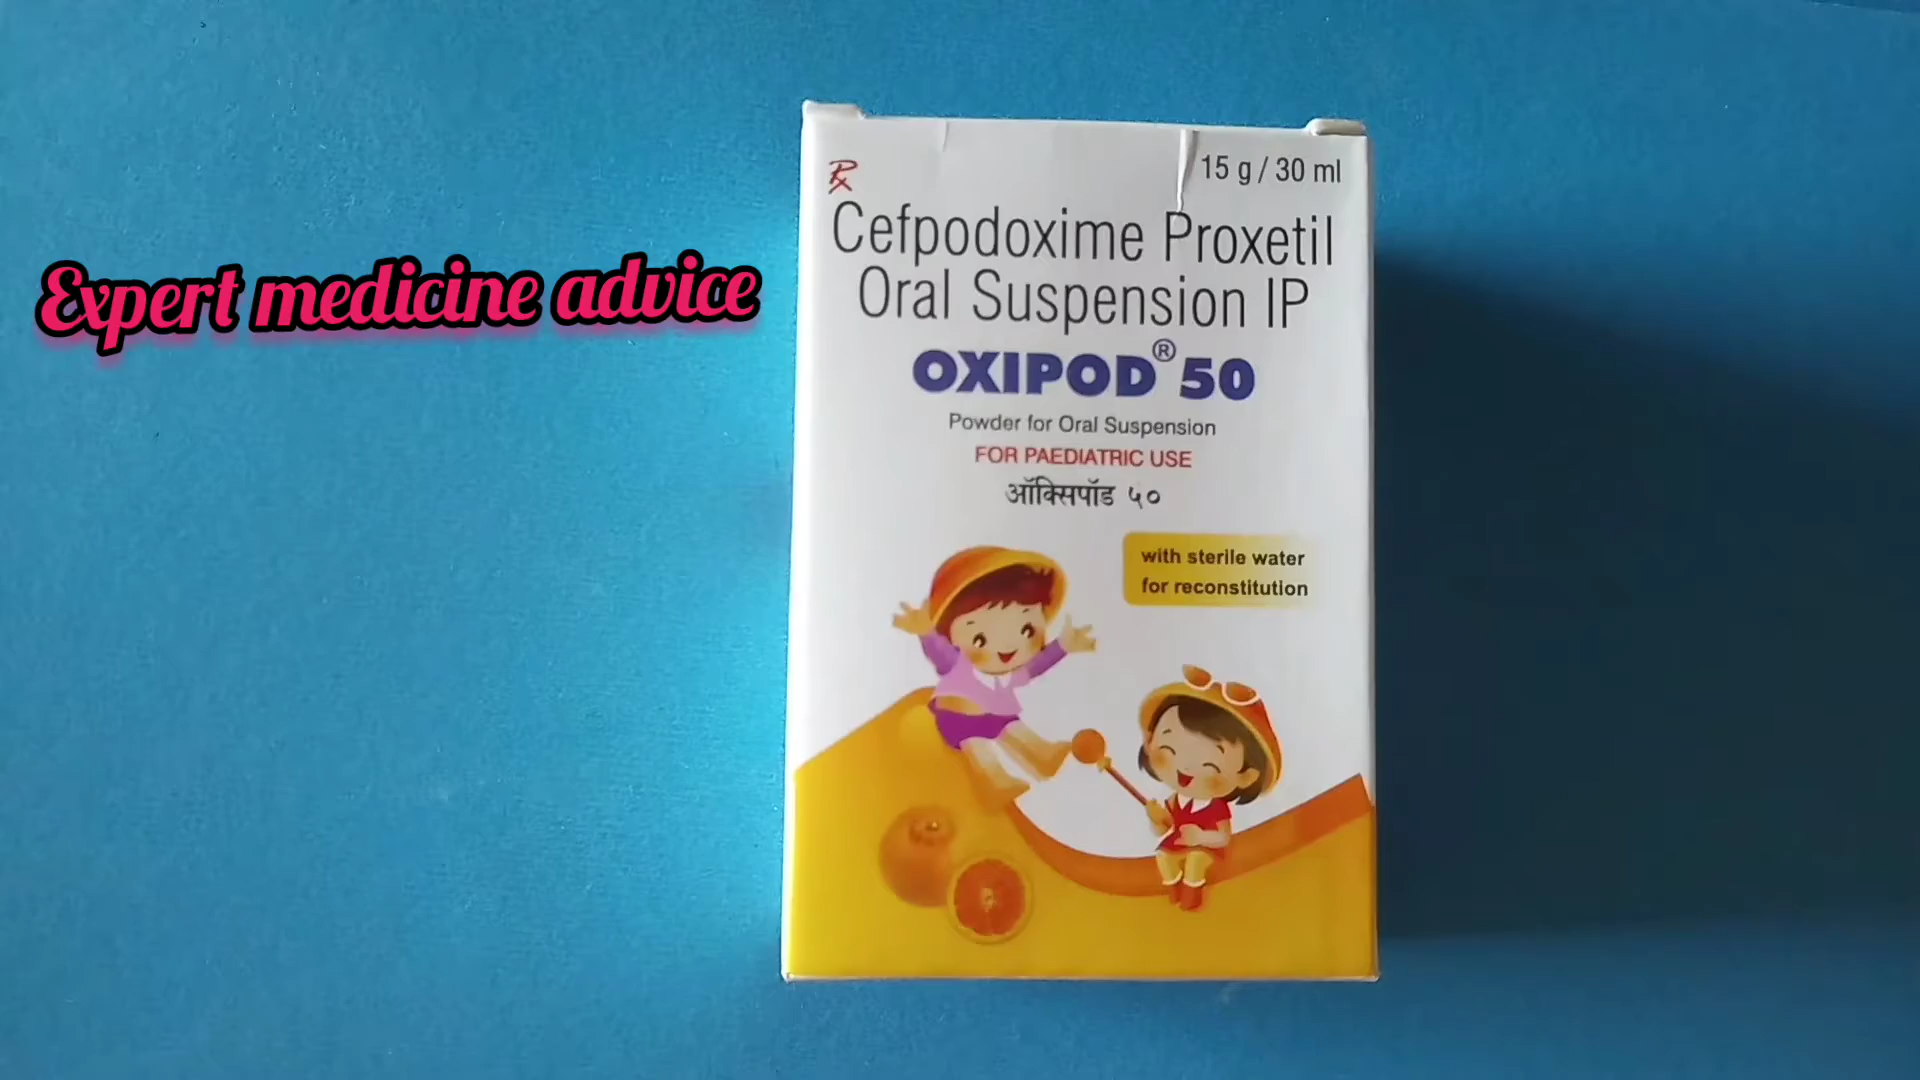 Expert medicine advice
Rx
15 g / 30 ml
Cefpodoxime Proxetil
Oral Suspension IP
OXIPOD® 50
Powder for Oral Suspension
FOR PAEDIATRIC USE
ऑक्सिपॉड ५०
with sterile water
for reconstitution